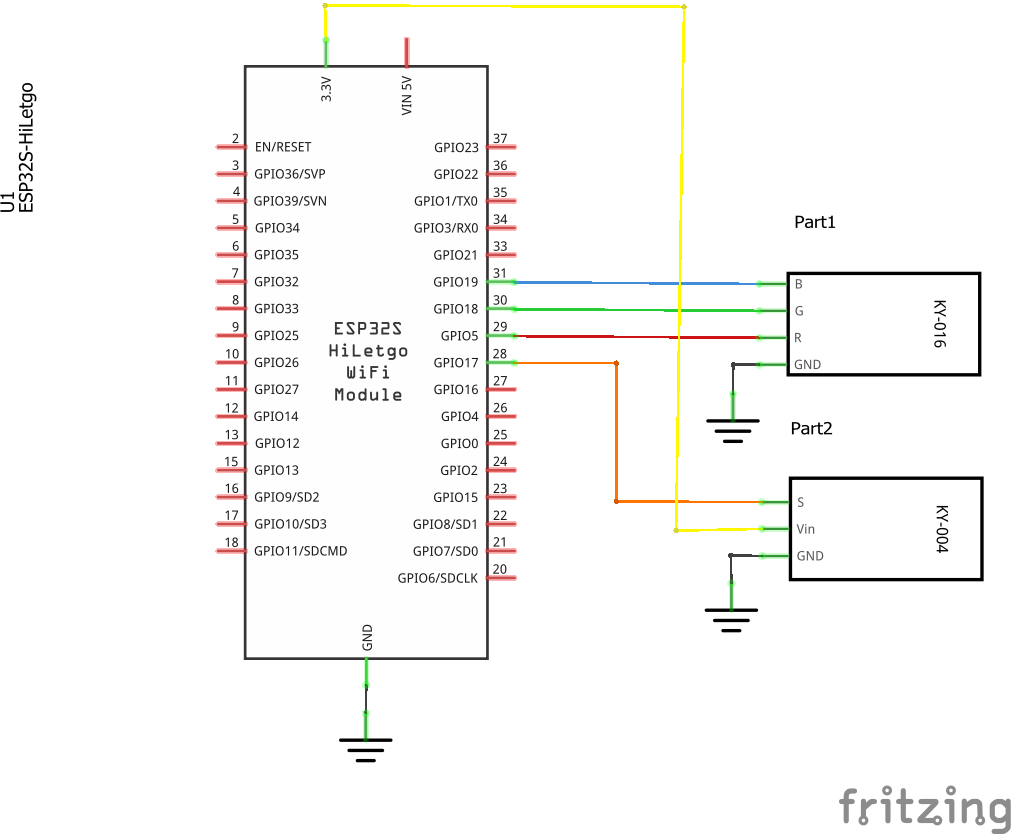 U1
ESP32S-HiLetgo
3.3V
VIN 5V
2 EN/RESET
3 GPIO36/SVP
4 GPIO39/SVN
5 GPIO34
6 GPIO35
7 GPIO32
8 GPIO33
9 GPIO25
10 GPIO26
11 GPIO27
12 GPIO14
13 GPIO12
15 GPIO13
16 GPIO9/SD2
17 GPIO10/SD3
18 GPIO11/SDCMD
ESP32S
HiLetgo
WiFi
Module
GPIO23 37
GPIO22 36
GPIO1/TX0 35
GPIO3/RX0 34
GPIO21 33
GPIO19 31
GPIO18 30
GPIO5 29
GPIO17 28
GPIO16 27
GPIO4 26
GPIO0 25
GPIO2 24
GPIO15 23
GPIO8/SD1 22
GPIO7/SD0 21
GPIO6/SDCLK 20
GND
Part1
B
G
R
GND
KY-016
Part2
S
Vin
GND
KY-004
fritzing